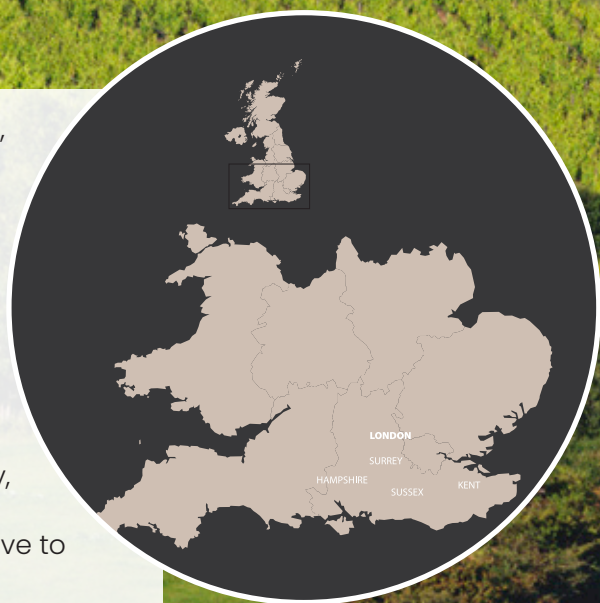 ,
y,
ve to
LONDON
SURREY
HAMPSHIRE
SUSSEX
KENT